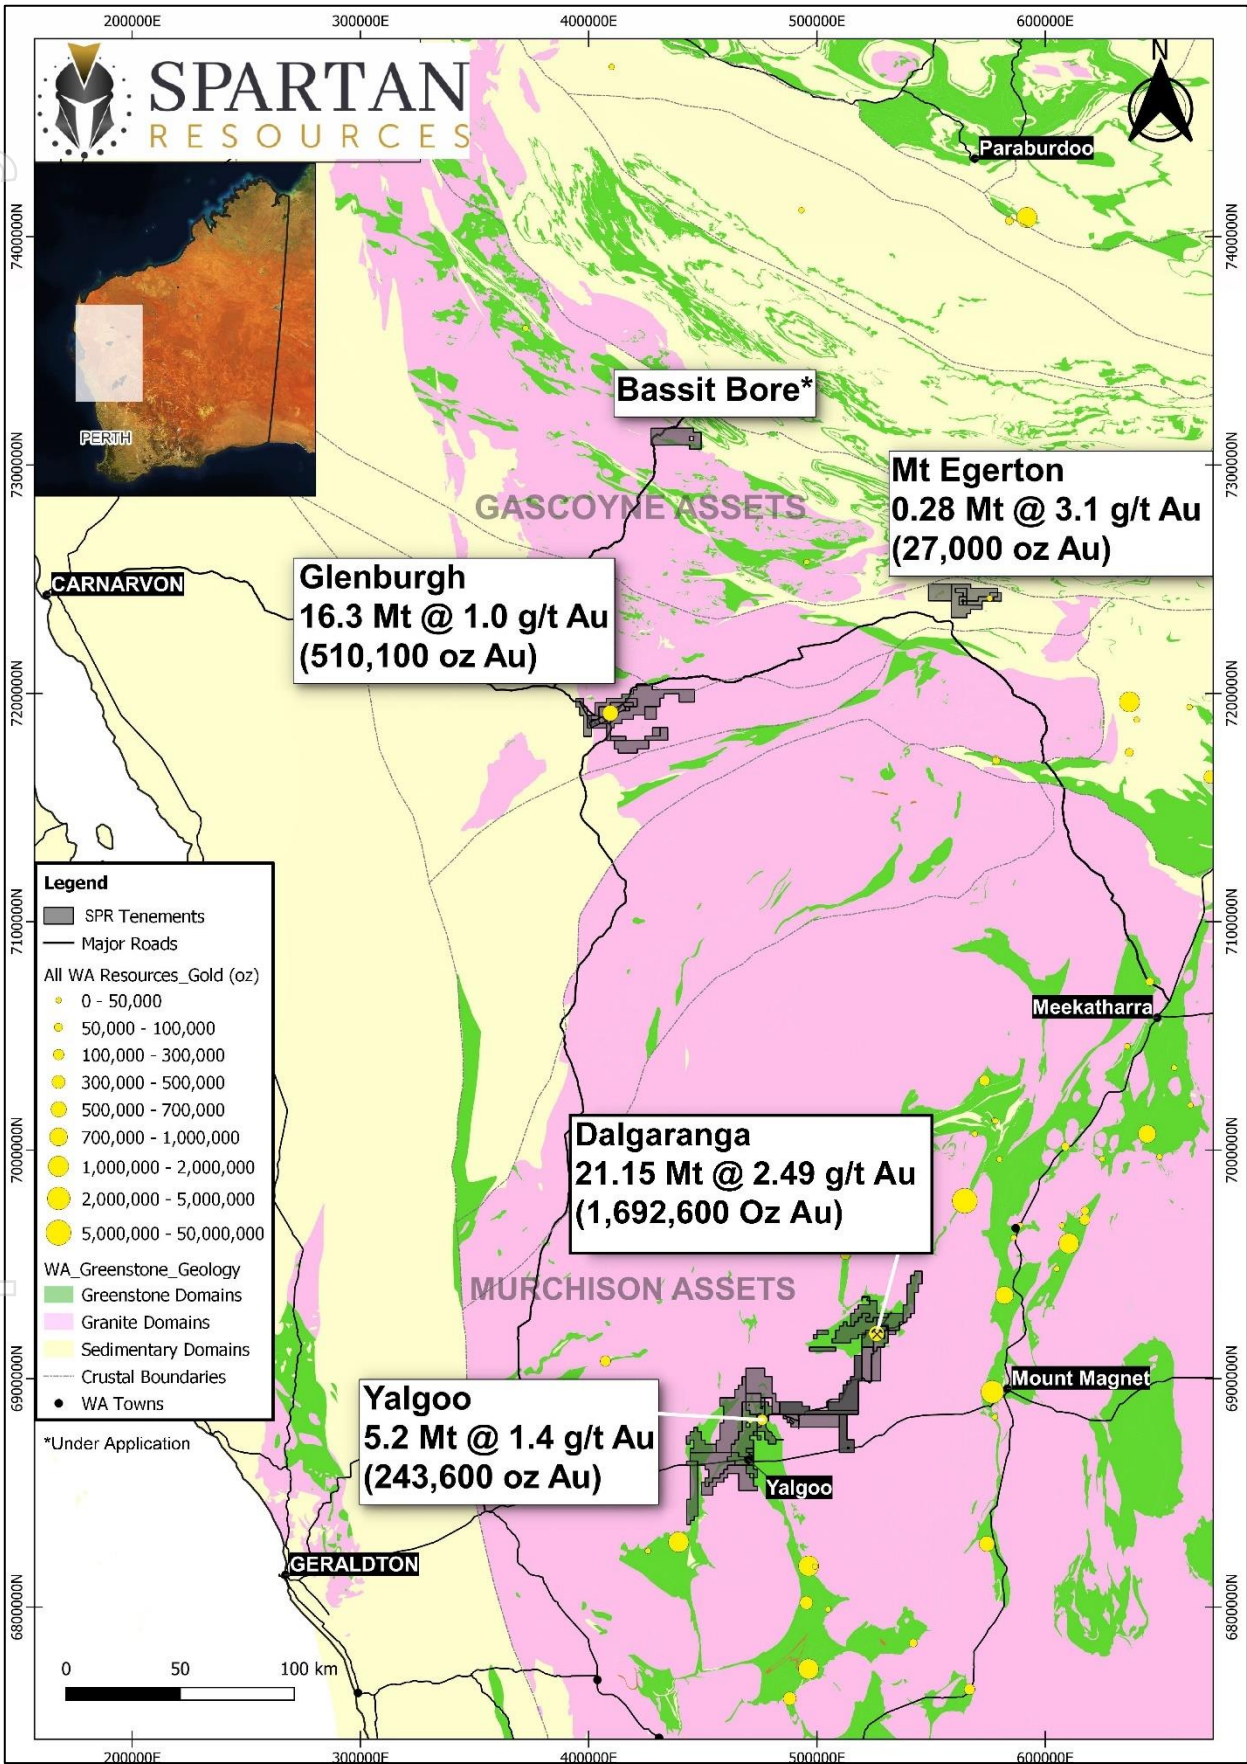 200000E 300000E 400000E 500000E 600000E
SPARTAN
RESOURCES
N
Paraburdoo
7400000N 7400000N
PERTH
Bassit Bore*
7300000N 7300000N
Mt Egerton
0.28 Mt @ 3.1 g/t Au
(27,000 oz Au)
GASCOYNE ASSETS
CARNARVON
Glenburgh
16.3 Mt @ 1.0 g/t Au
(510,100 oz Au)
7200000N 7200000N
Legend
SPR Tenements
Major Roads
All WA Resources_Gold (oz)
0 - 50,000
50,000 - 100,000
100,000 - 300,000
300,000 - 500,000
500,000 - 700,000
700,000 - 1,000,000
1,000,000 - 2,000,000
2,000,000 - 5,000,000
5,000,000 - 50,000,000
WA_Greenstone_Geology
Greenstone Domains
Granite Domains
Sedimentary Domains
Crustal Boundaries
WA Towns
*Under Application
7100000N 7100000N
Meekatharra
7000000N 7000000N
Dalgaranga
21.15 Mt @ 2.49 g/t Au
(1,692,600 Oz Au)
MURCHISON ASSETS
6900000N 6900000N
Mount Magnet
Yalgoo
5.2 Mt @ 1.4 g/t Au
(243,600 oz Au)
Yalgoo
GERALDTON
6800000N 6800000N
0 50 100 km
200000E 300000E 400000E 500000E 600000E